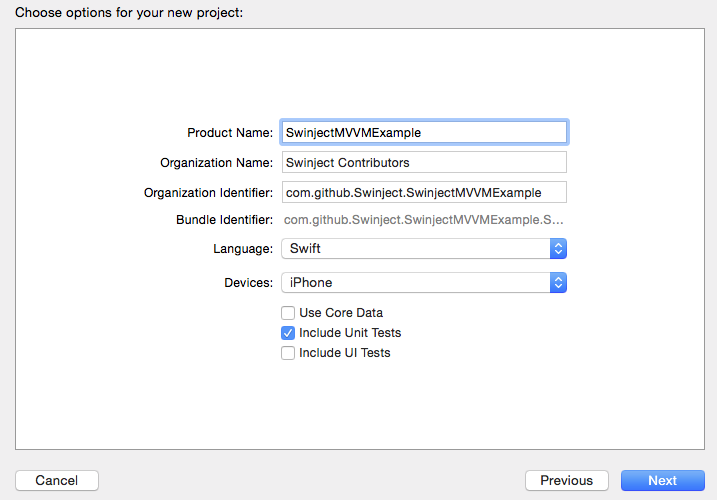 Choose options for your new project:
Product Name: SwinjectMVVMExample
Organization Name: Swinject Contributors
Organization Identifier: com.github.Swinject.SwinjectMVVMExample
Bundle Identifier: com.github.Swinject.SwinjectMVVMExample.S...
Language: Swift
Devices: iPhone
Use Core Data
Include Unit Tests
Include UI Tests
Cancel Previous Next